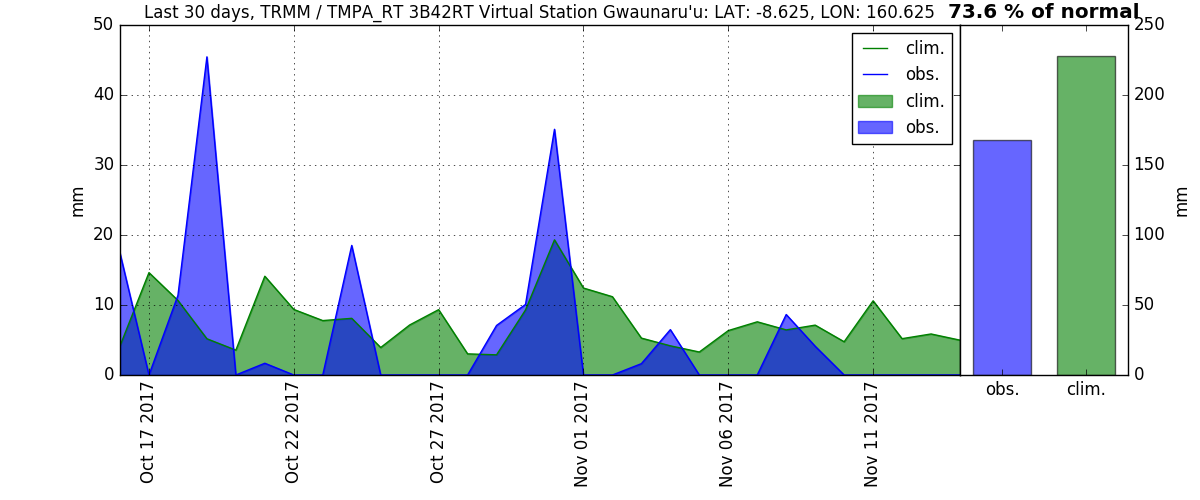 Last 30 days, TRMM / TMPA_RT 3B42RT Virtual Station Gwaunaru'u: LAT: -8.625, LON: 160.625
73.6 % of normal
50
40
30
20
10
0
mm
clim.
obs.
clim.
obs.
Oct 17 2017
Oct 22 2017
Oct 27 2017
Nov 01 2017
Nov 06 2017
Nov 11 2017
250
200
150
100
50
0
mm
obs.
clim.